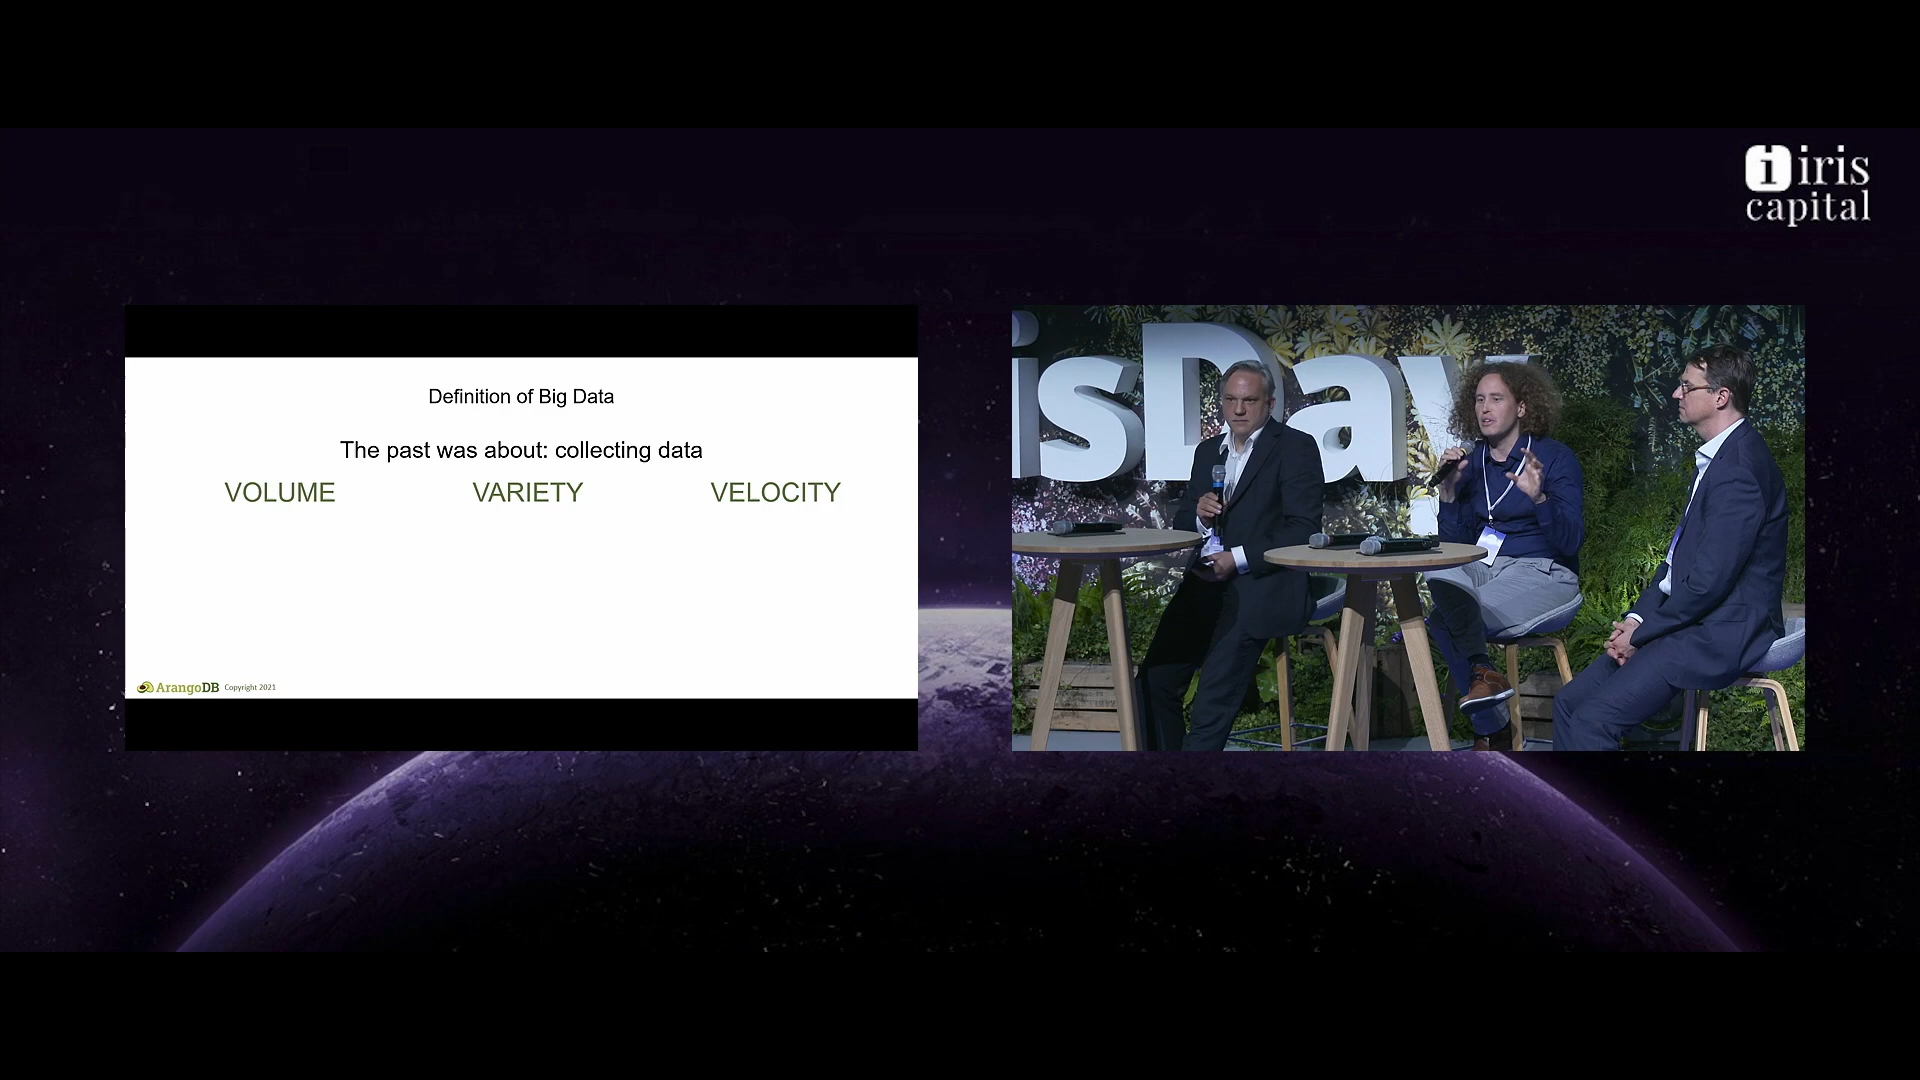 iris
capital
Definition of Big Data
The past was about: collecting data
VOLUME VARIETY VELOCITY
ArangoDB Copyright 2021
isDay